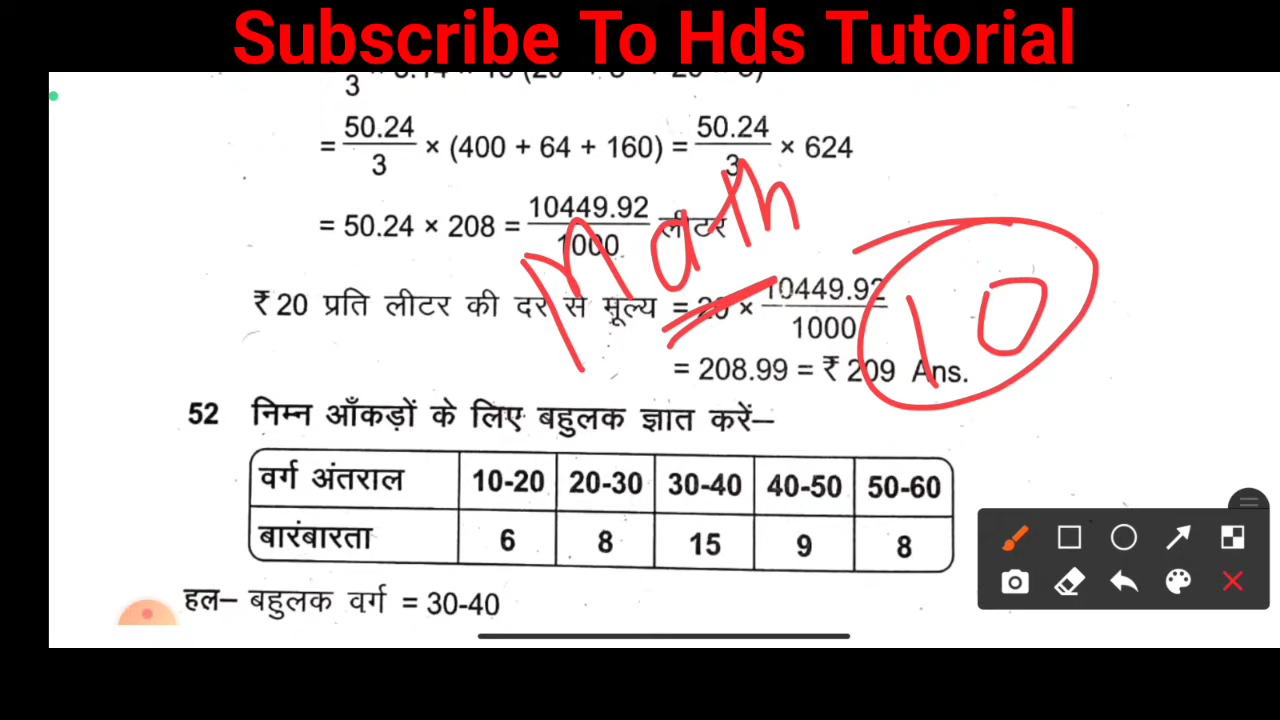 Subscribe To Hds Tutorial
= 50.24/3 × (400 + 64 + 160) = 50.24/3 × 624
= 50.24 × 208 = 10449.92/1000 लीटर
Math
10
₹ 20 प्रति लीटर की दर से मूल्य = 20 × 10449.92/1000
= 208.99 = ₹ 209 Ans.
52 निम्न आँकड़ों के लिए बहुलक ज्ञात करें–
वर्ग अंतराल 10-20 20-30 30-40 40-50 50-60
बारंबारता 6 8 15 9 8
हल– बहुलक वर्ग = 30-40